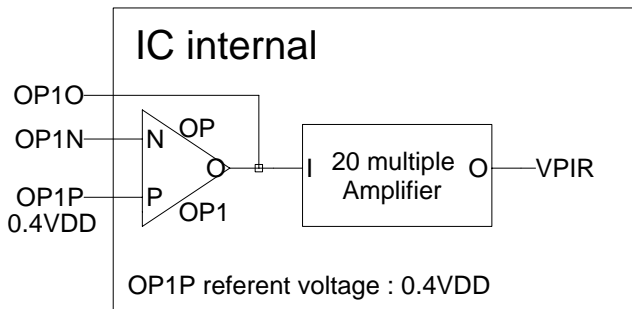 IC internal
OP1O
OP1N
OP1P
0.4VDD
N
P
OP
O
OP1
I
20 multiple
Amplifier
O
VPIR
OP1P referent voltage : 0.4VDD